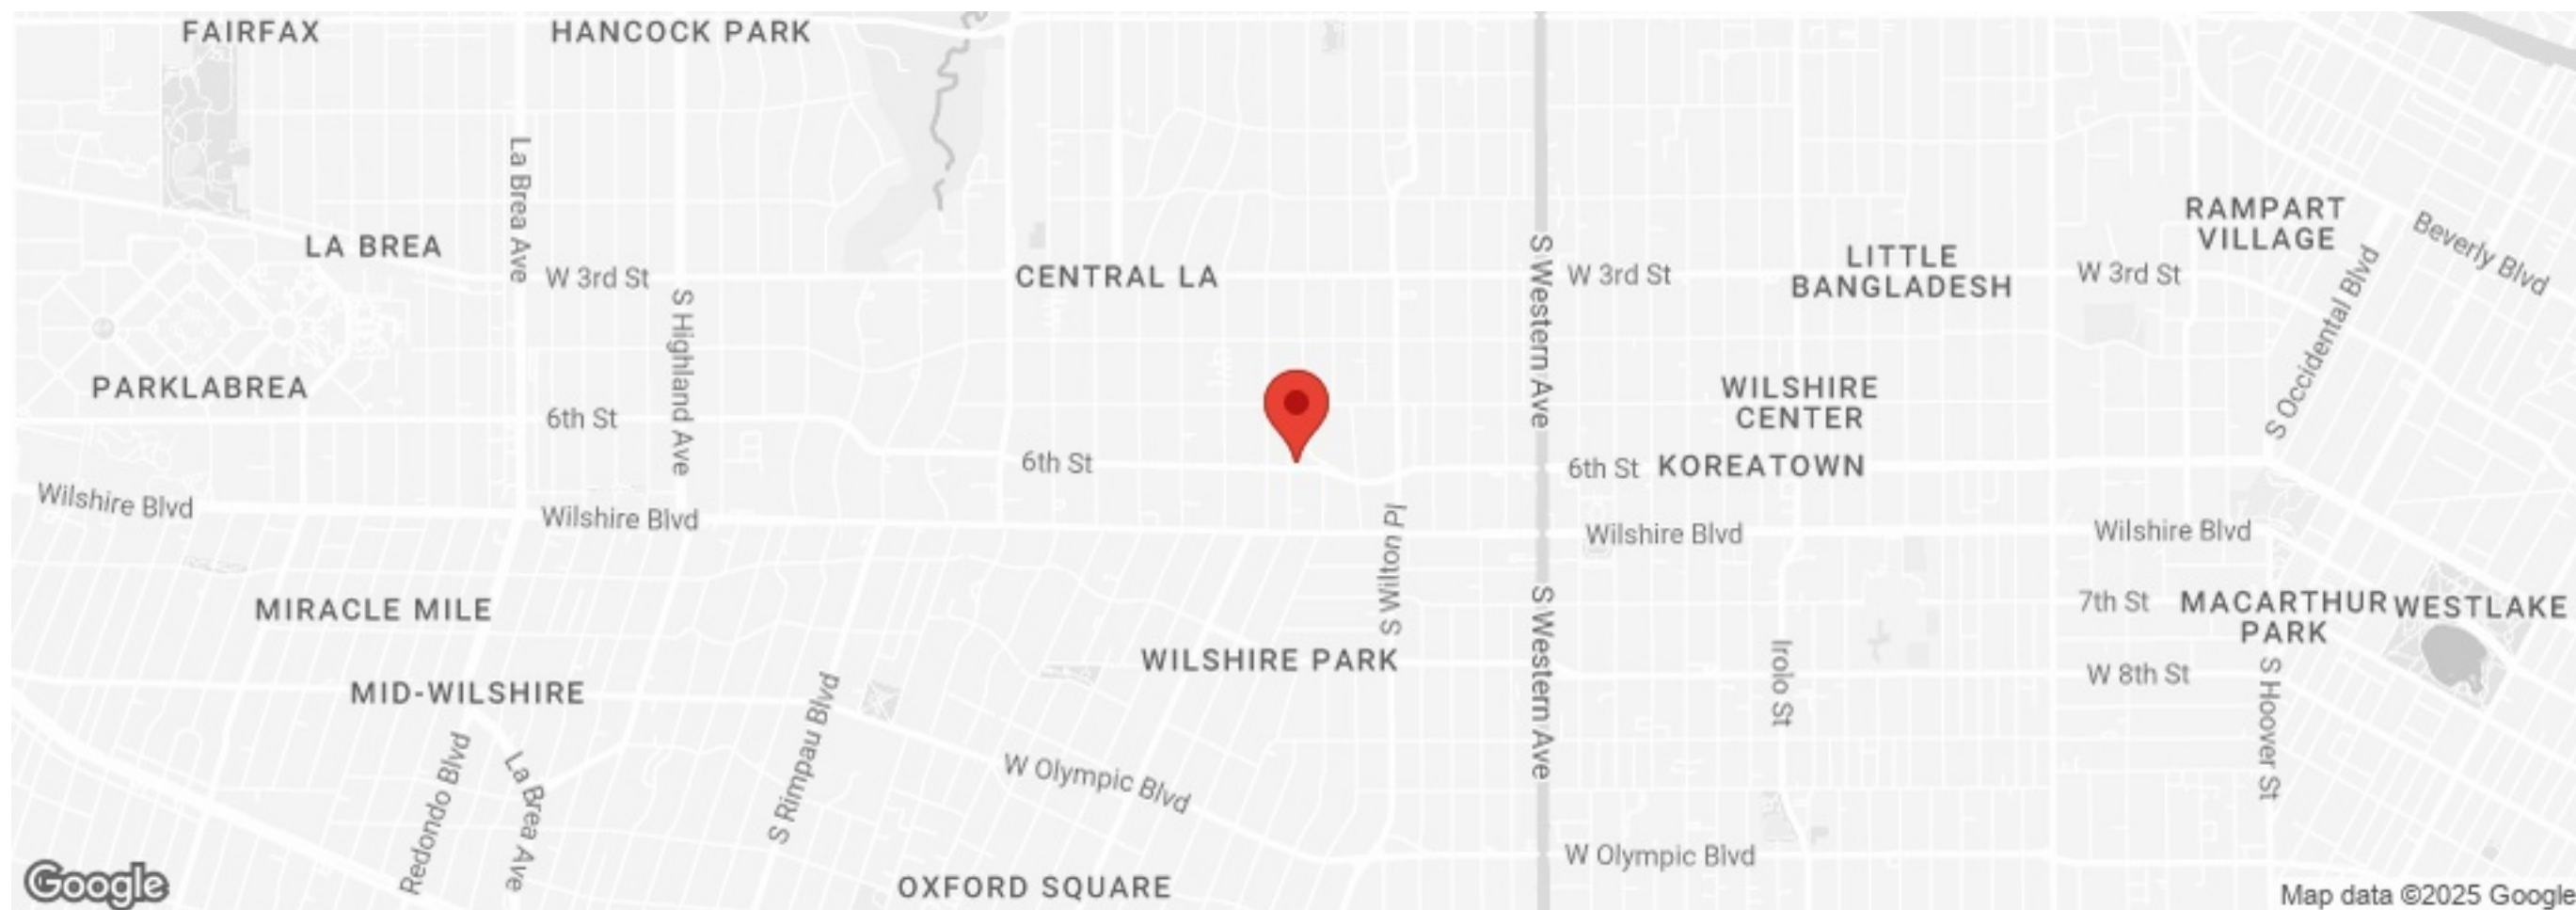 FAIRFAX
HANCOCK PARK
La Brea Ave
LA BREA
W 3rd St
S Highland Ave
CENTRAL LA
S Western Ave
W 3rd St
LITTLE
BANGLADESH
W 3rd St
RAMPART
VILLAGE
Beverly Blvd
S Occidental Blvd
PARKLABREA
6th St
6th St
WILSHIRE
CENTER
6th St
KOREATOWN
Wilshire Blvd
Wilshire Blvd
S Wilton Pl
Wilshire Blvd
Wilshire Blvd
MIRACLE MILE
7th St
MACARTHUR
PARK
WESTLAKE
WILSHIRE PARK
S Western Ave
Irolo St
W 8th St
S Hoover St
MID-WILSHIRE
Redondo Blvd
La Brea Ave
S Rimpau Blvd
W Olympic Blvd
W Olympic Blvd
OXFORD SQUARE
Google
Map data ©2025 Google